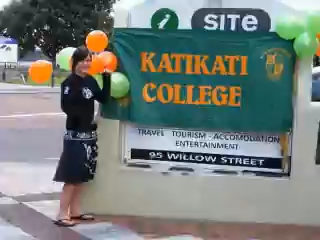 i SITE
KATIKATI
COLLEGE
TRAVEL TOURISM - ACCOMODATION
ENTERTAINMENT
95 WILLOW STREET